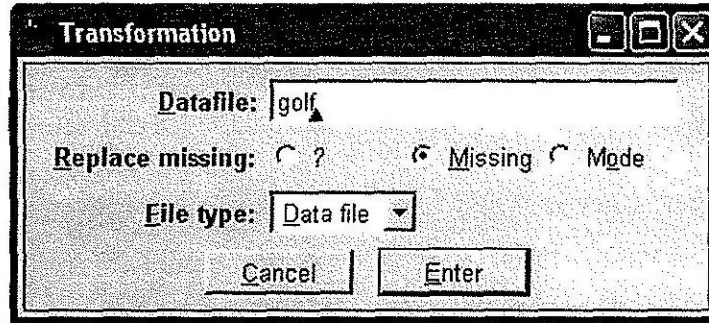 Transformation
Datafile: golf
Replace missing: ? Missing Mode
File type: Data file
Cancel Enter